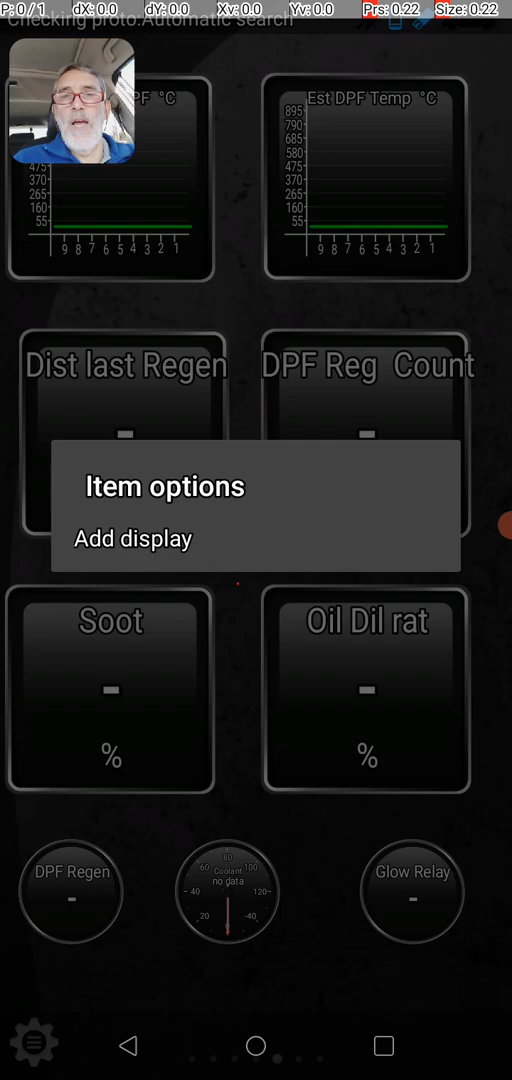 P: 0 / 1 dX: 0.0 dY: 0.0 Xv: 0.0 Yv: 0.0 Prs: 0.22 Size: 0.22
Checking proto:Automatic search
PF °C
475
370
265
160
55
9 8 7 6 5 4 3 2 1
Est DPF Temp °C
895
790
685
580
475
370
265
160
55
9 8 7 6 5 4 3 2 1
Dist last Regen
-
DPF Reg Count
-
Item options
Add display
Soot
-
%
Oil Dil rat
-
%
DPF Regen
-
80
60 100
Coolant
no data
40 120
20 -40
0
Glow Relay
-